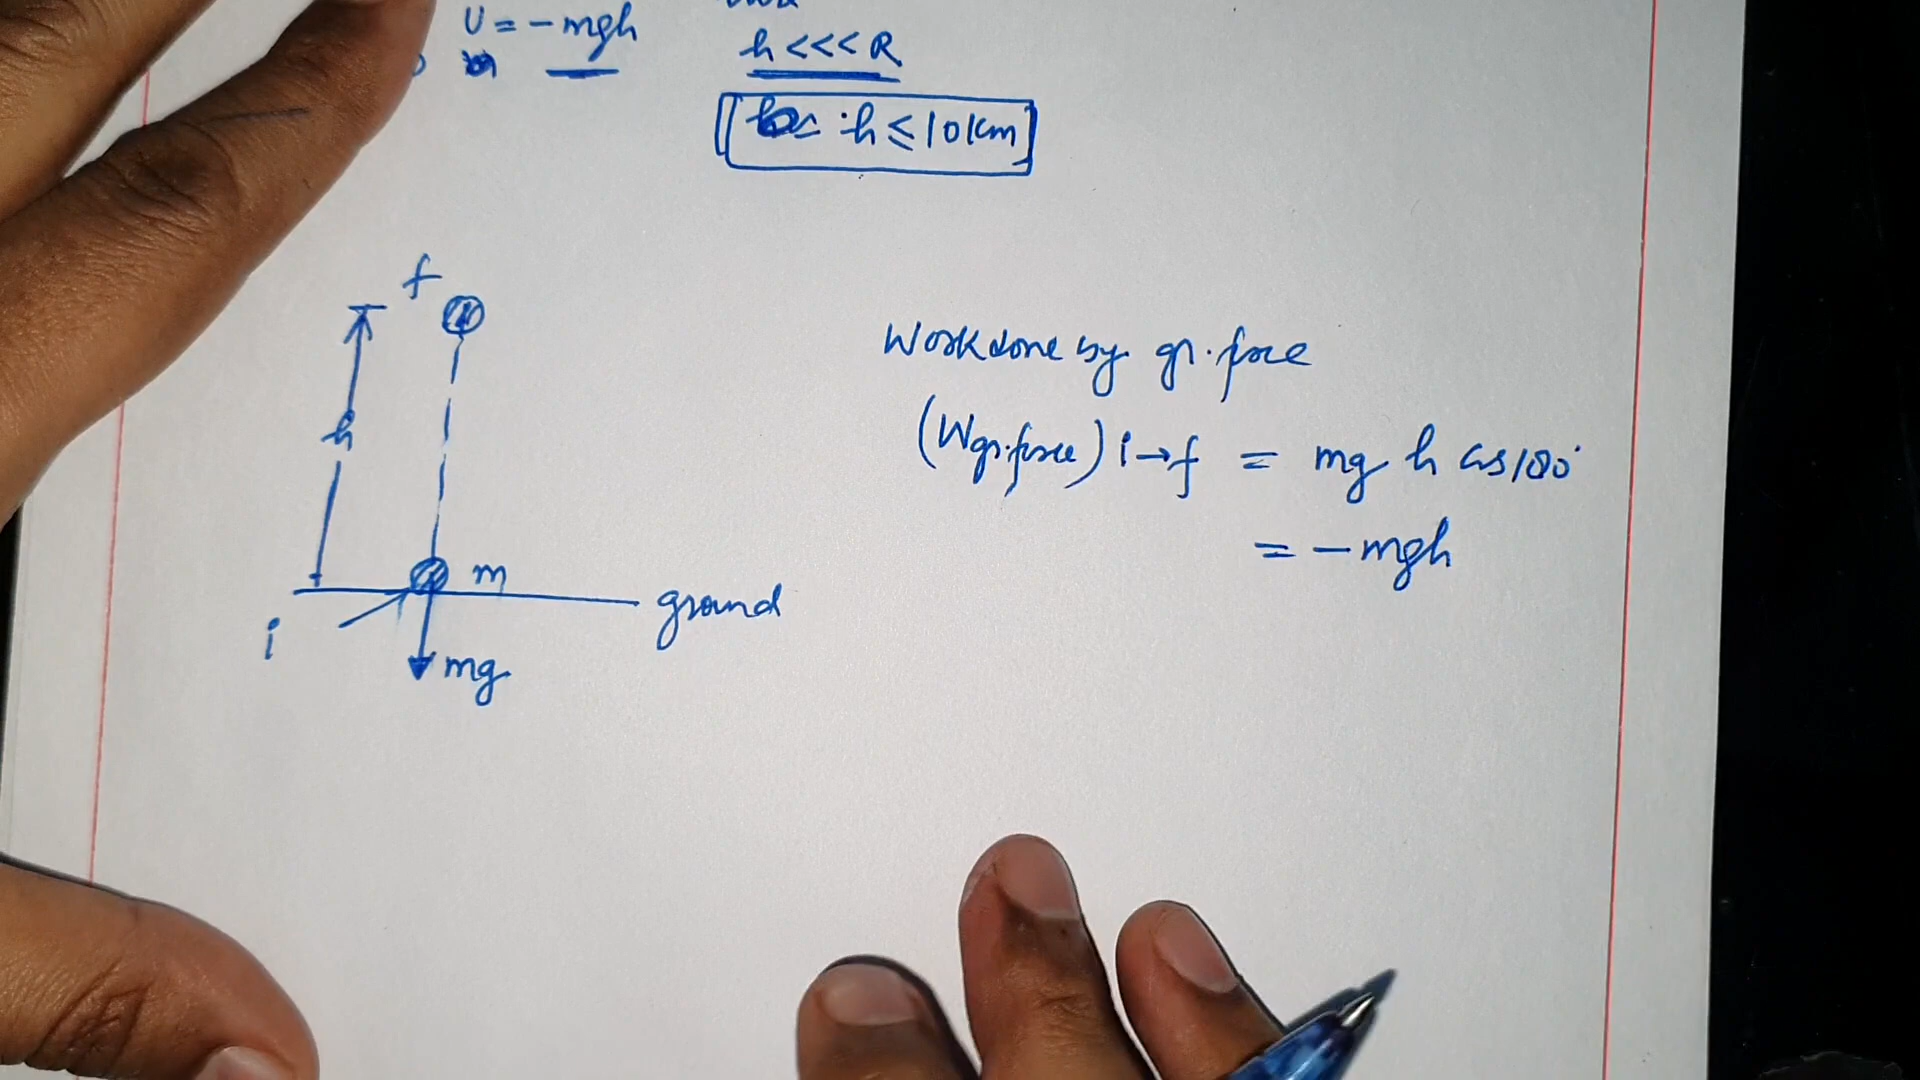 U = -mgh
h <<< R
h ≤ 10km
f
h
m
ground
i
mg
Workdone by gr. force
(Wgr.force) i→f = mg h cos180°
= -mgh